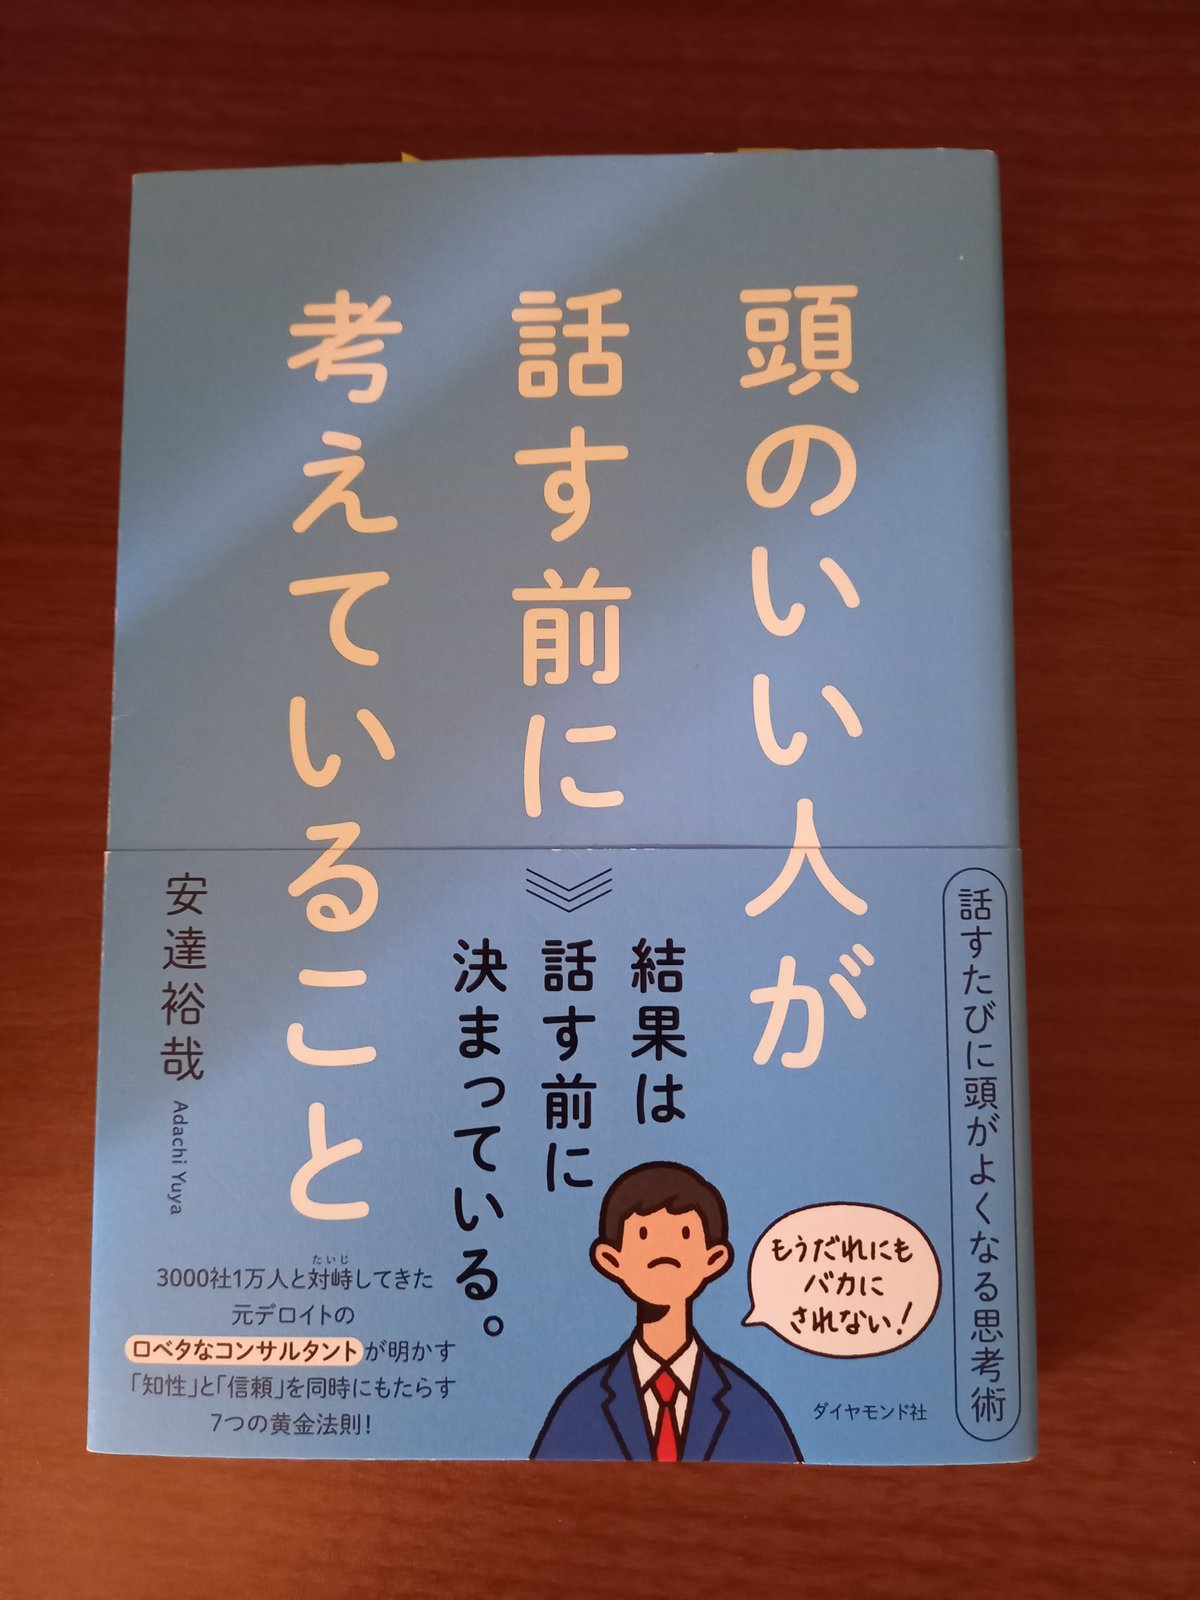 頭のいい人が
話す前に
考えていること
話すたびに頭がよくなる思考術
結果は
話す前に
決まっている。
安達裕哉 Adachi Yuya
たいじ
3000社1万人と対峙してきた
元デロイトの
ロベタなコンサルタントが明かす
「知性」と「信頼」を同時にもたらす
7つの黄金法則!
もうだれにも
バカに
されない!
ダイヤモンド社